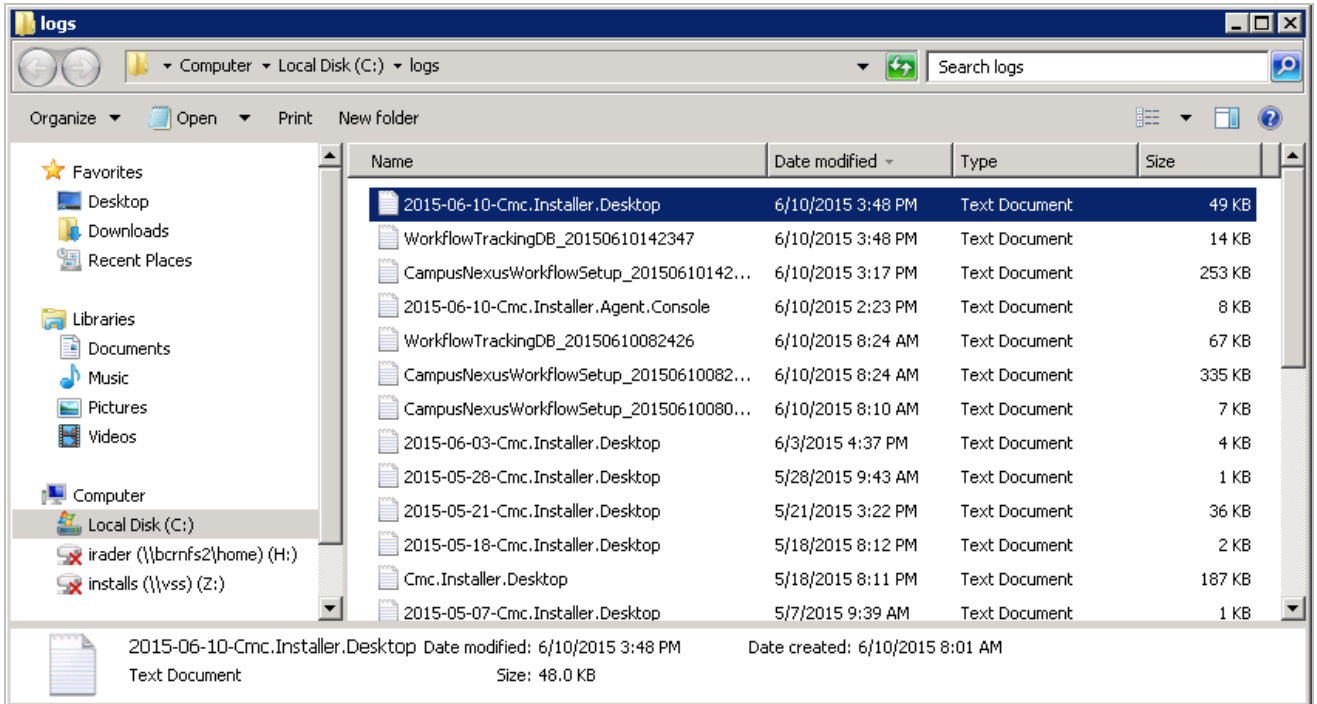 logs
Computer Local Disk (C:) logs
Search logs
Organize Open Print New folder
Favorites
Desktop
Downloads
Recent Places
Libraries
Documents
Music
Pictures
Videos
Computer
Local Disk (C:)
irader (\\bcrnfs2\home) (H:)
installs (\\vss) (Z:)
Name Date modified Type Size
2015-06-10-Cmc.Installer.Desktop 6/10/2015 3:48 PM Text Document 49 KB
WorkflowTrackingDB_20150610142347 6/10/2015 3:48 PM Text Document 14 KB
CampusNexusWorkflowSetup_20150610142... 6/10/2015 3:17 PM Text Document 253 KB
2015-06-10-Cmc.Installer.Agent.Console 6/10/2015 2:23 PM Text Document 8 KB
WorkflowTrackingDB_20150610082426 6/10/2015 8:24 AM Text Document 67 KB
CampusNexusWorkflowSetup_20150610082... 6/10/2015 8:24 AM Text Document 335 KB
CampusNexusWorkflowSetup_20150610080... 6/10/2015 8:10 AM Text Document 7 KB
2015-06-03-Cmc.Installer.Desktop 6/3/2015 4:37 PM Text Document 4 KB
2015-05-28-Cmc.Installer.Desktop 5/28/2015 9:43 AM Text Document 1 KB
2015-05-21-Cmc.Installer.Desktop 5/21/2015 3:22 PM Text Document 36 KB
2015-05-18-Cmc.Installer.Desktop 5/18/2015 8:12 PM Text Document 2 KB
Cmc.Installer.Desktop 5/18/2015 8:11 PM Text Document 187 KB
2015-05-07-Cmc.Installer.Desktop 5/7/2015 9:39 AM Text Document 1 KB
2015-06-10-Cmc.Installer.Desktop Date modified: 6/10/2015 3:48 PM Date created: 6/10/2015 8:01 AM
Text Document Size: 48.0 KB